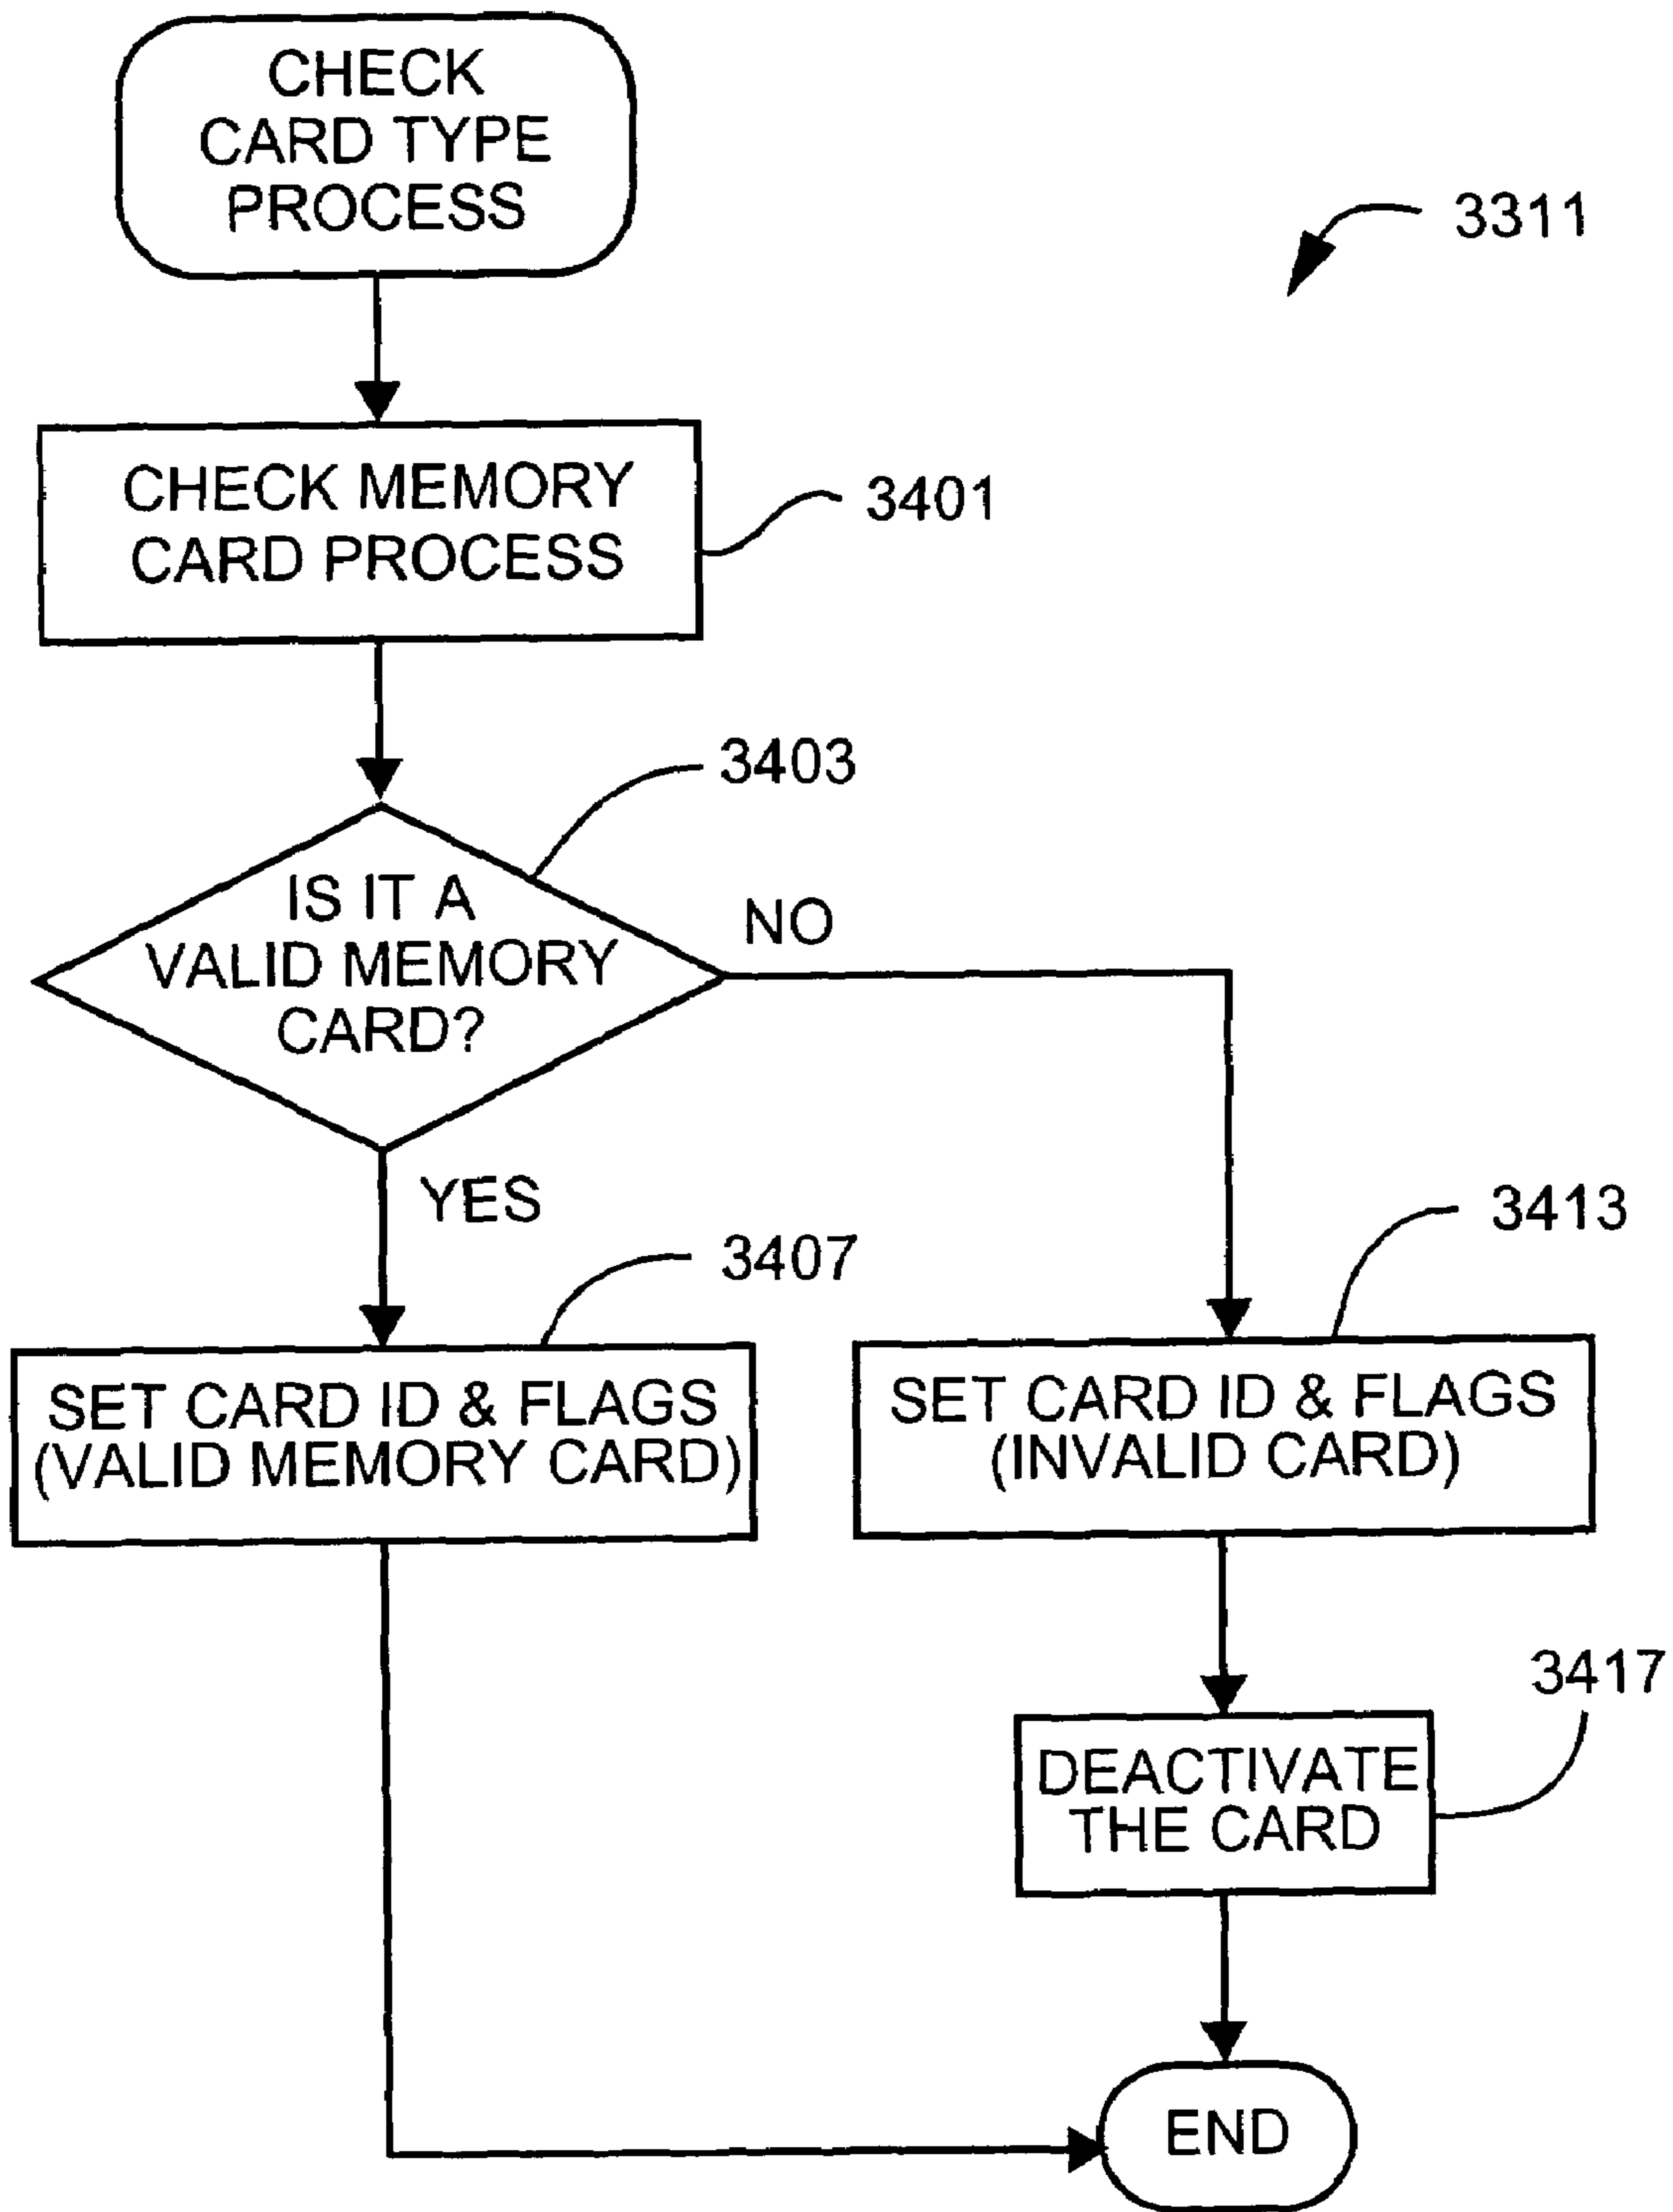 CHECK
CARD TYPE
PROCESS
3311
CHECK MEMORY
CARD PROCESS
3401
3403
IS IT A
VALID MEMORY
CARD?
NO
YES
3407
3413
SET CARD ID & FLAGS
(VALID MEMORY CARD)
SET CARD ID & FLAGS
(INVALID CARD)
3417
DEACTIVATE
THE CARD
END